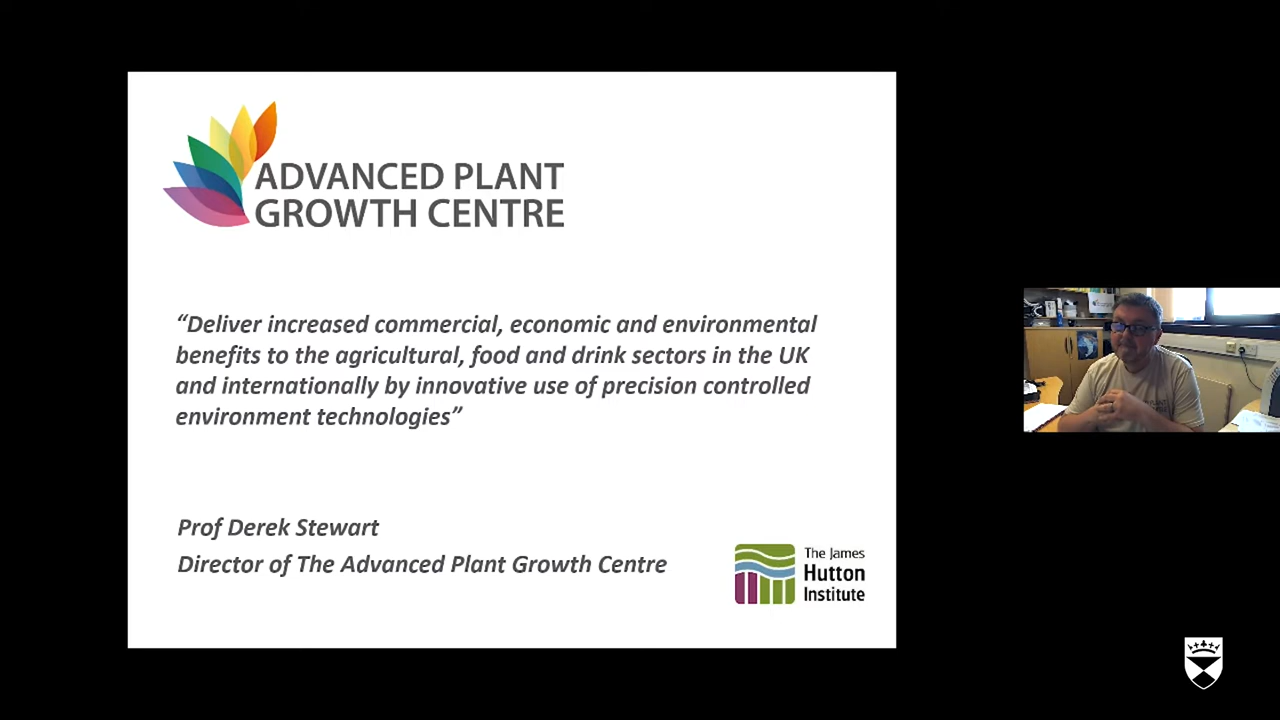 ADVANCED PLANT
GROWTH CENTRE
“Deliver increased commercial, economic and environmental
benefits to the agricultural, food and drink sectors in the UK
and internationally by innovative use of precision controlled
environment technologies”
Prof Derek Stewart
Director of The Advanced Plant Growth Centre
The James
Hutton
Institute